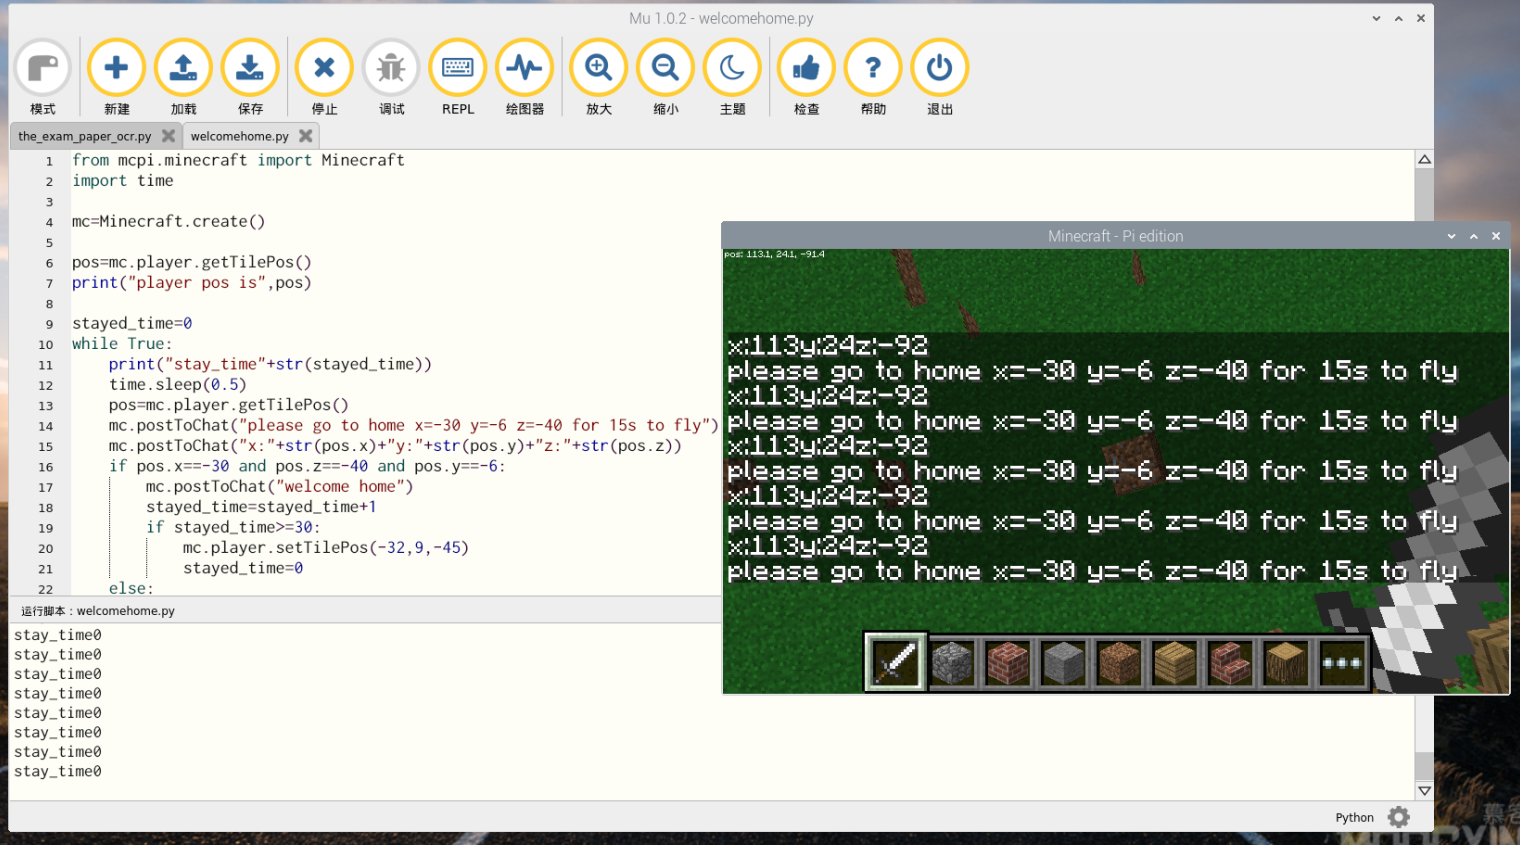 Mu 1.0.2 - welcomehome.py
模式
新建
加载
保存
停止
调试
REPL
绘图器
放大
缩小
主题
检查
帮助
退出
the_exam_paper_ocr.py
welcomehome.py
1 from mcpi.minecraft import Minecraft
2 import time
3
4 mc=Minecraft.create()
5
6 pos=mc.player.getTilePos()
7 print("player pos is",pos)
8
9 stayed_time=0
10 while True:
11 print("stay_time"+str(stayed_time))
12 time.sleep(0.5)
13 pos=mc.player.getTilePos()
14 mc.postToChat("please go to home x=-30 y=-6 z=-40 for 15s to fly")
15 mc.postToChat("x:"+str(pos.x)+"y:"+str(pos.y)+"z:"+str(pos.z))
16 if pos.x==-30 and pos.z==-40 and pos.y==-6:
17 mc.postToChat("welcome home")
18 stayed_time=stayed_time+1
19 if stayed_time>=30:
20 mc.player.setTilePos(-32,9,-45)
21 stayed_time=0
22 else:
运行脚本：welcomehome.py
stay_time0
stay_time0
stay_time0
stay_time0
stay_time0
stay_time0
stay_time0
stay_time0
Python
Minecraft - Pi edition
pos: 113.1, 24.1, -91.4
x:113y:24z:-92
please go to home x=-30 y=-6 z=-40 for 15s to fly
x:113y:24z:-92
please go to home x=-30 y=-6 z=-40 for 15s to fly
x:113y:24z:-92
please go to home x=-30 y=-6 z=-40 for 15s to fly
x:113y:24z:-92
please go to home x=-30 y=-6 z=-40 for 15s to fly
x:113y:24z:-92
please go to home x=-30 y=-6 z=-40 for 15s to fly